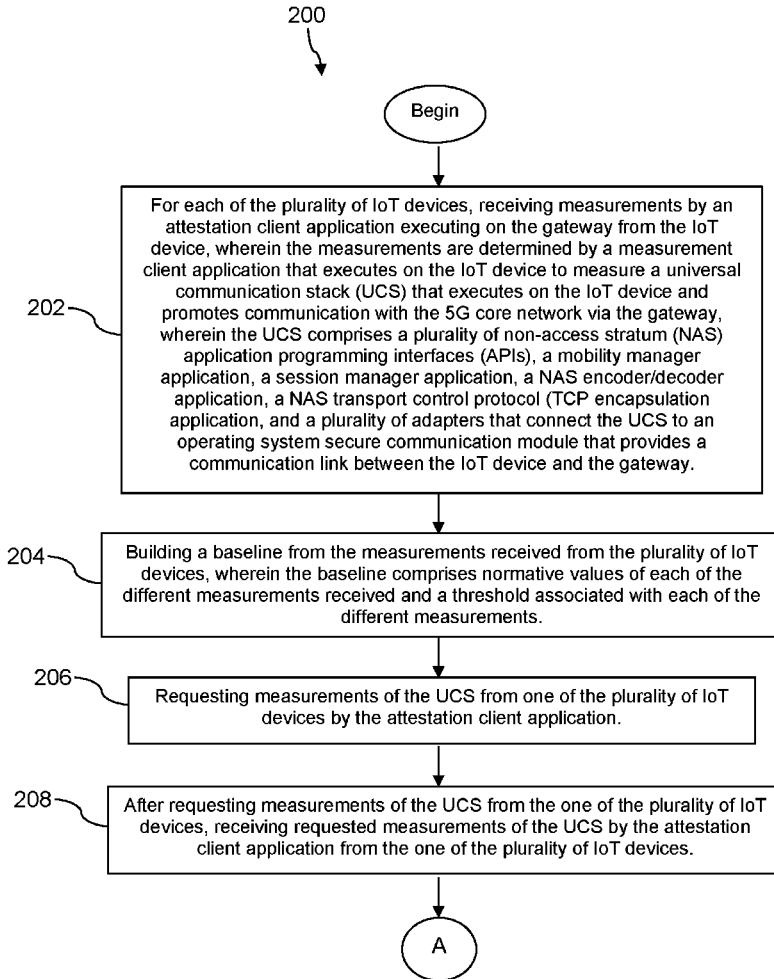 200
Begin
202
For each of the plurality of IoT devices, receiving measurements by an
attestation client application executing on the gateway from the IoT
device, wherein the measurements are determined by a measurement
client application that executes on the IoT device to measure a universal
communication stack (UCS) that executes on the IoT device and
promotes communication with the 5G core network via the gateway,
wherein the UCS comprises a plurality of non-access stratum (NAS)
application programming interfaces (APIs), a mobility manager
application, a session manager application, a NAS encoder/decoder
application, a NAS transport control protocol (TCP encapsulation
application, and a plurality of adapters that connect the UCS to an
operating system secure communication module that provides a
communication link between the IoT device and the gateway.
204
Building a baseline from the measurements received from the plurality of IoT
devices, wherein the baseline comprises normative values of each of the
different measurements received and a threshold associated with each of the
different measurements.
206
Requesting measurements of the UCS from one of the plurality of IoT
devices by the attestation client application.
208
After requesting measurements of the UCS from the one of the plurality of IoT
devices, receiving requested measurements of the UCS by the attestation
client application from the one of the plurality of IoT devices.
A